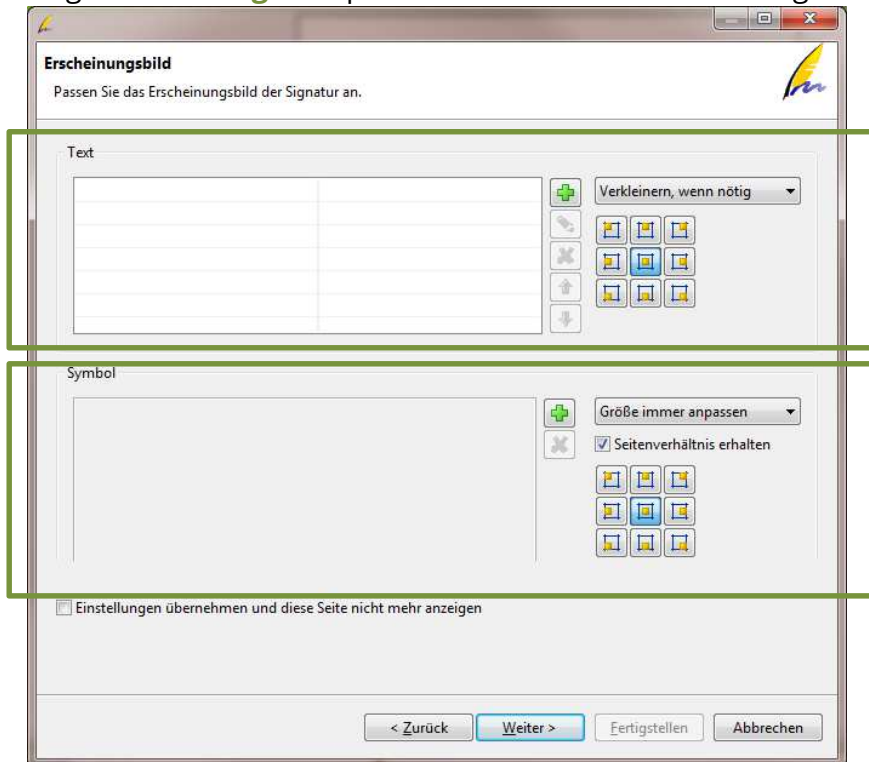 Erscheinungsbild
Passen Sie das Erscheinungsbild der Signatur an.
Text
Verkleinern, wenn nötig
Symbol
Größe immer anpassen
Seitenverhältnis erhalten
Einstellungen übernehmen und diese Seite nicht mehr anzeigen
< Zurück
Weiter >
Fertigstellen
Abbrechen